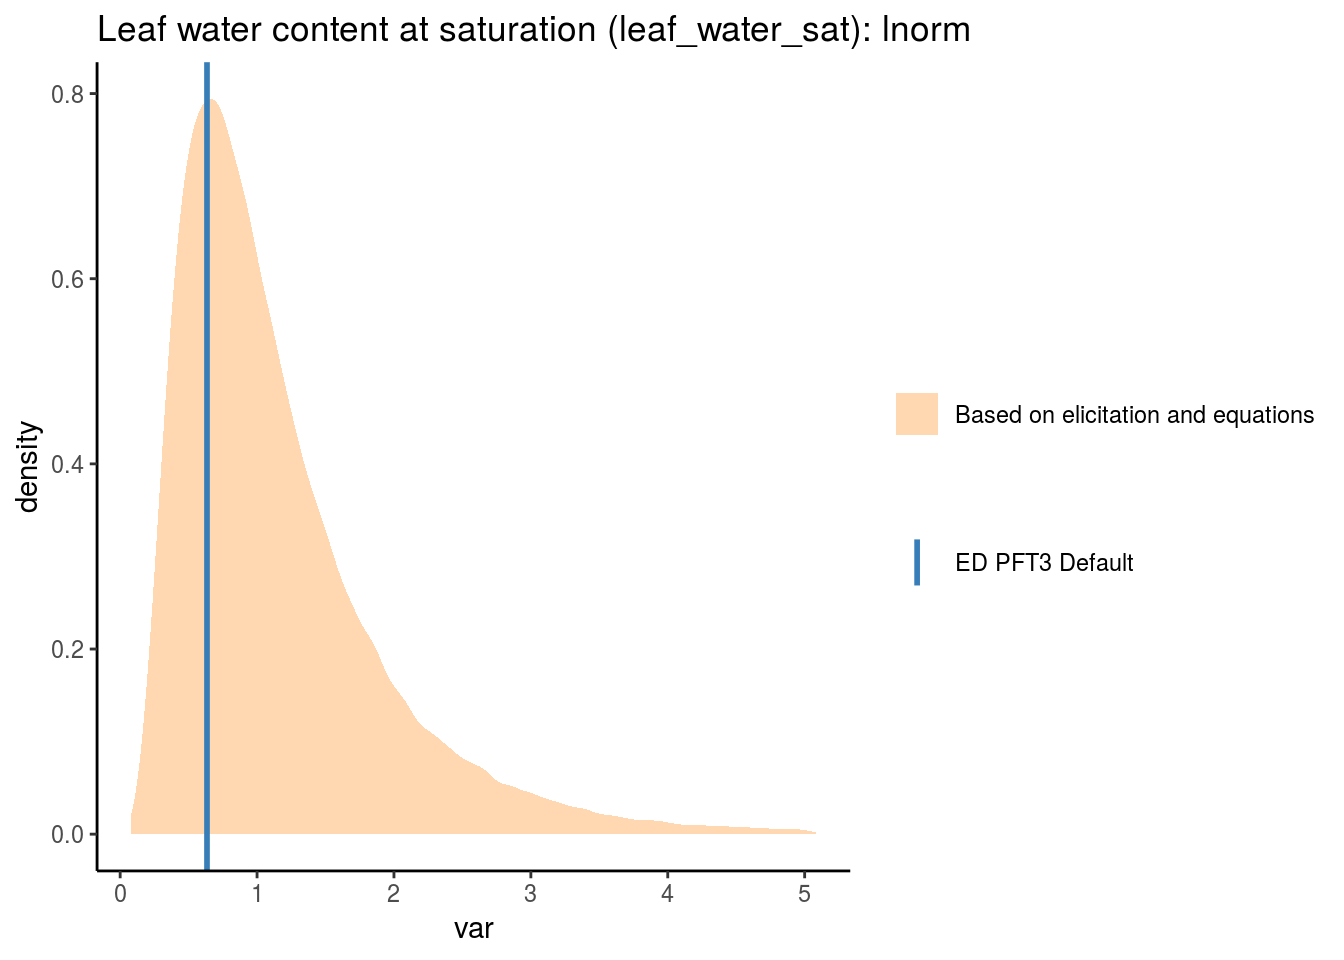 Leaf water content at saturation (leaf_water_sat): lnorm
0.8
0.6
0.4
0.2
0.0
density
0 1 2 3 4 5
var
Based on elicitation and equations
ED PFT3 Default